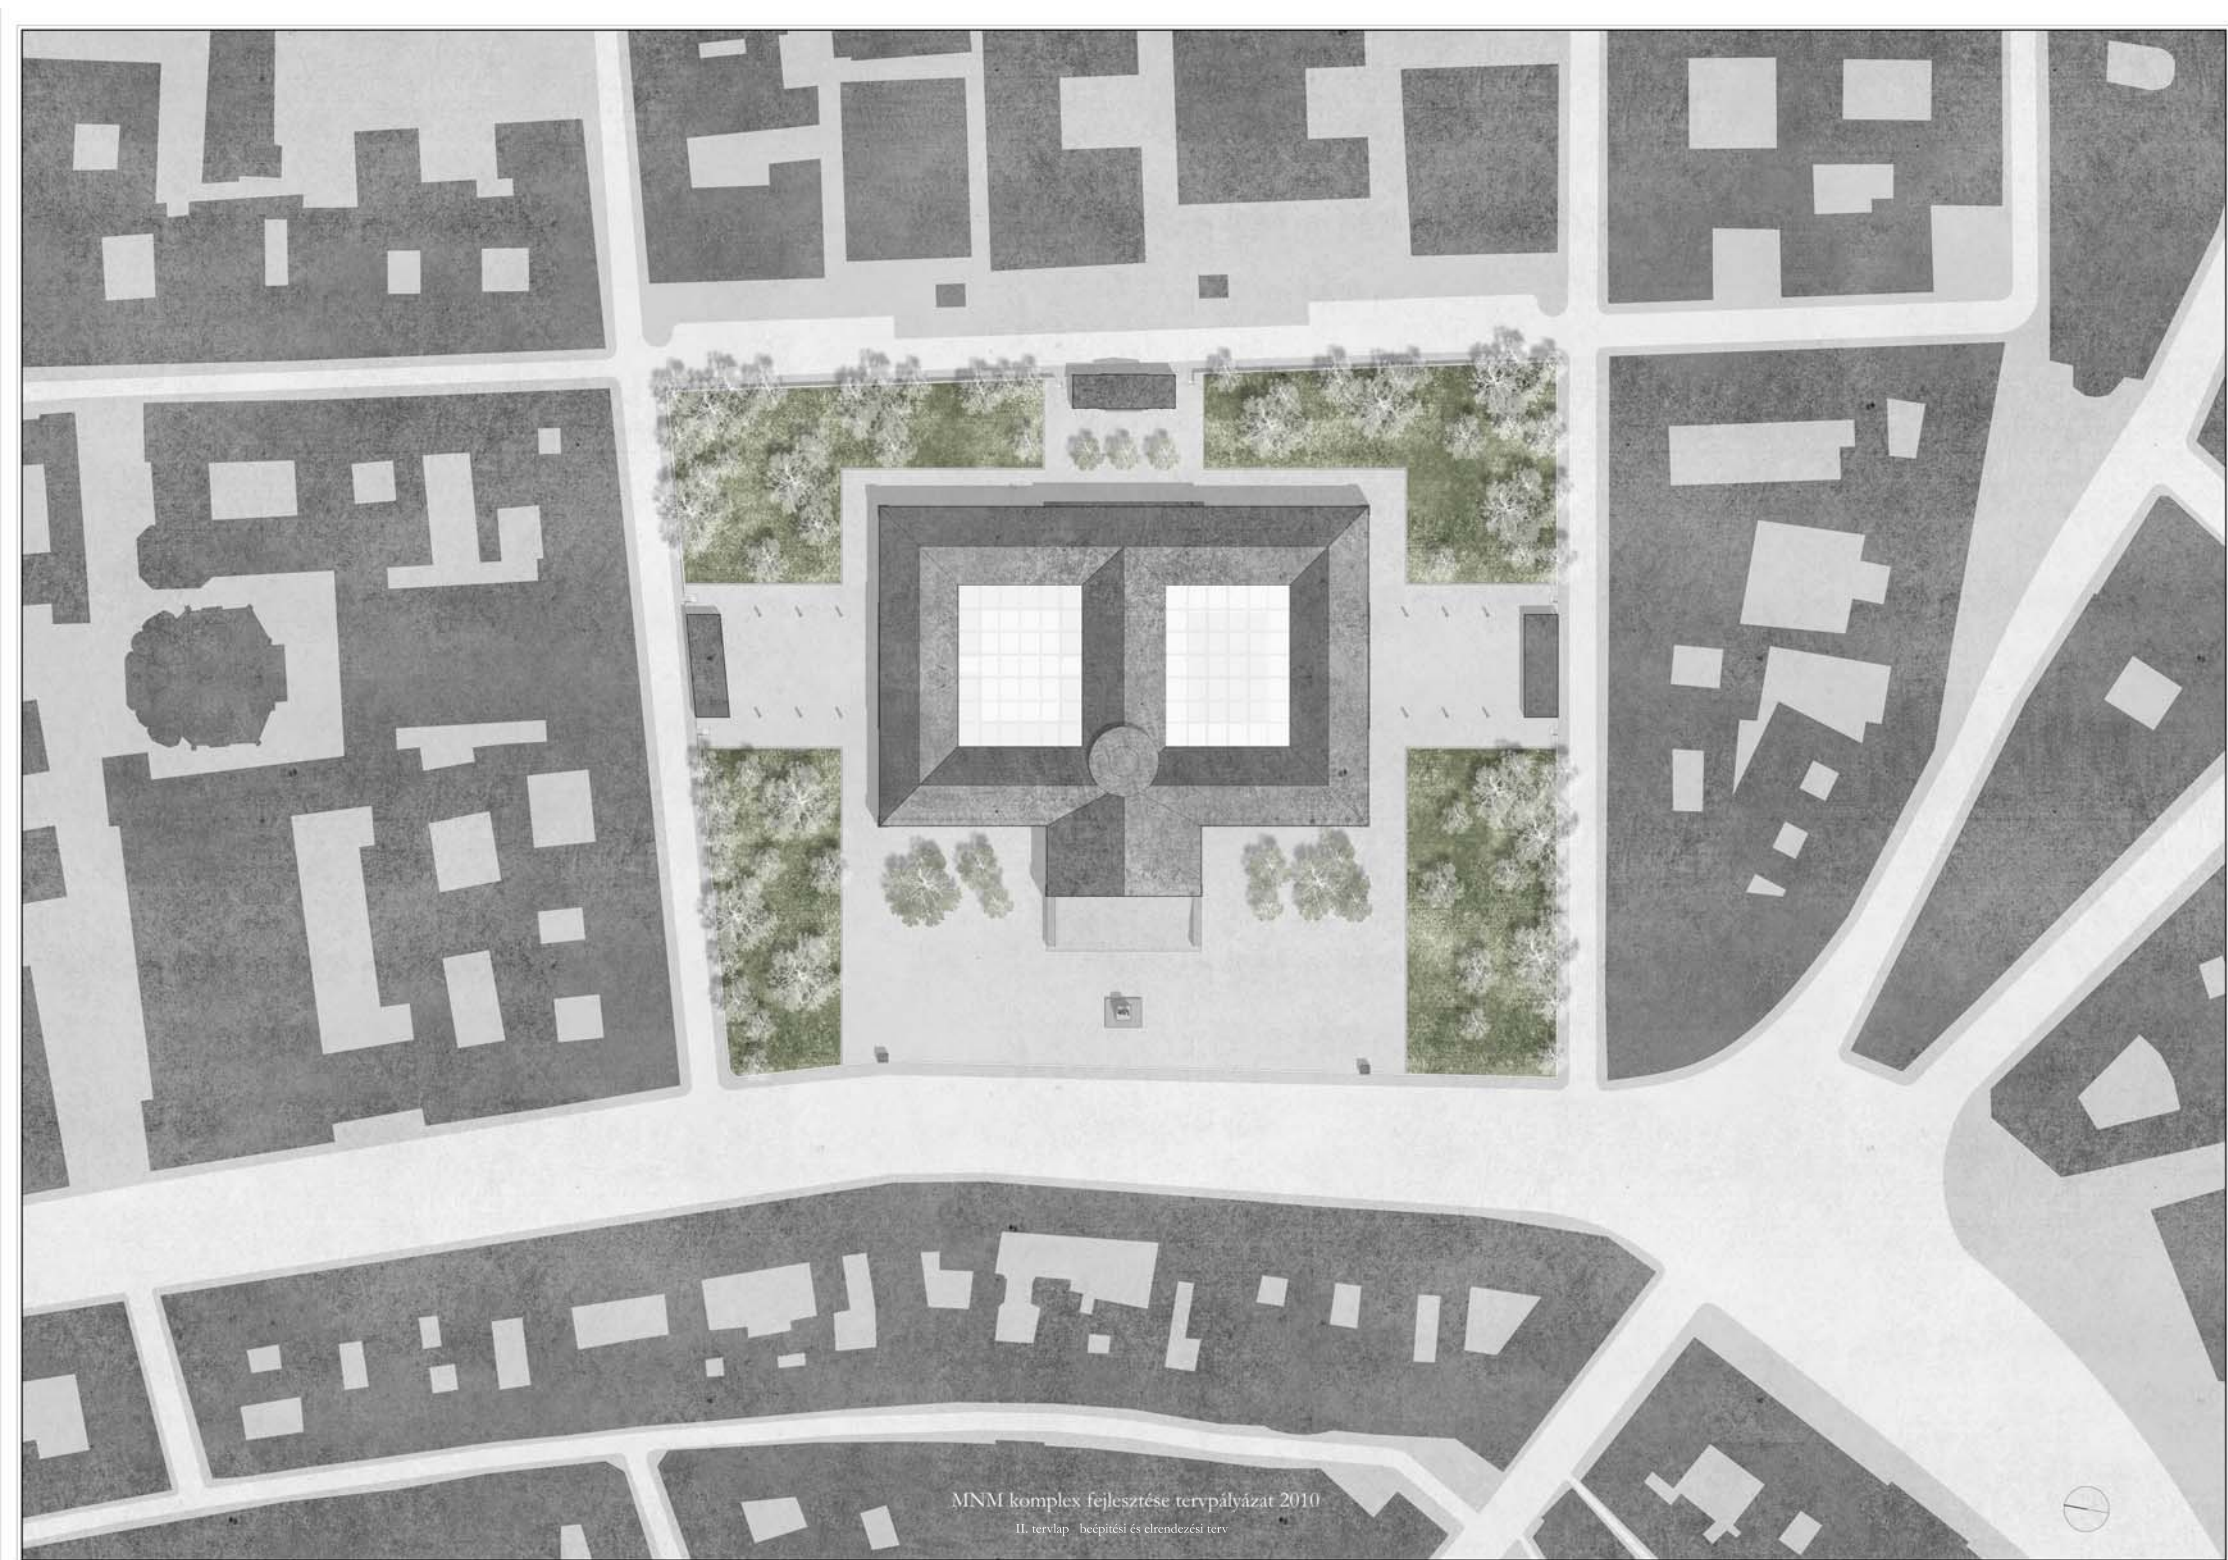 MNM komplex fejlesztése tervpályázat 2010
II. tervlap beépítési és elrendezési terv